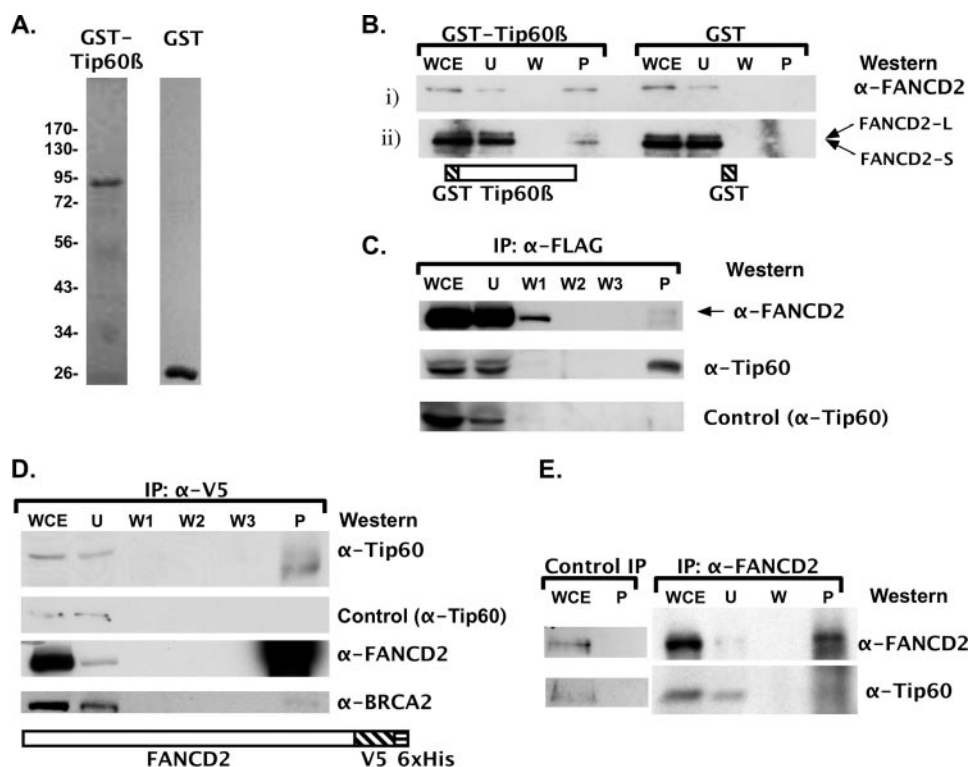 A.
GST-
Tip60ß
GST
170-
130-
95-
72-
56-
43-
34-
26-
B.
GST-Tip60ß
GST
WCE U W P WCE U W P Western
i)
α-FANCD2
ii)
FANCD2-L
FANCD2-S
GST Tip60ß
GST
C.
IP: α-FLAG
WCE U W1 W2 W3 P
Western
α-FANCD2
α-Tip60
Control (α-Tip60)
D.
IP: α-V5
WCE U W1 W2 W3 P Western
α-Tip60
Control (α-Tip60)
α-FANCD2
α-BRCA2
FANCD2 V5 6xHis
E.
Control IP
IP: α-FANCD2
WCE P WCE U W P Western
α-FANCD2
α-Tip60